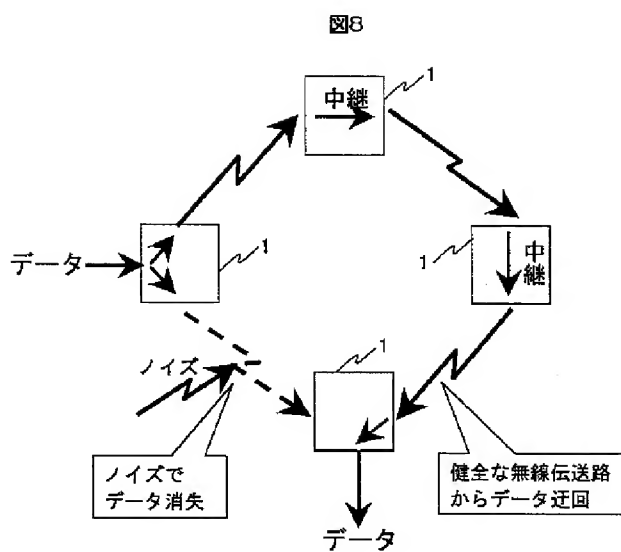 図8
中継
1
データ
1
1
中
継
ノイズ
1
ノイズで
データ消失
健全な無線伝送路
からデータ迂回
データ